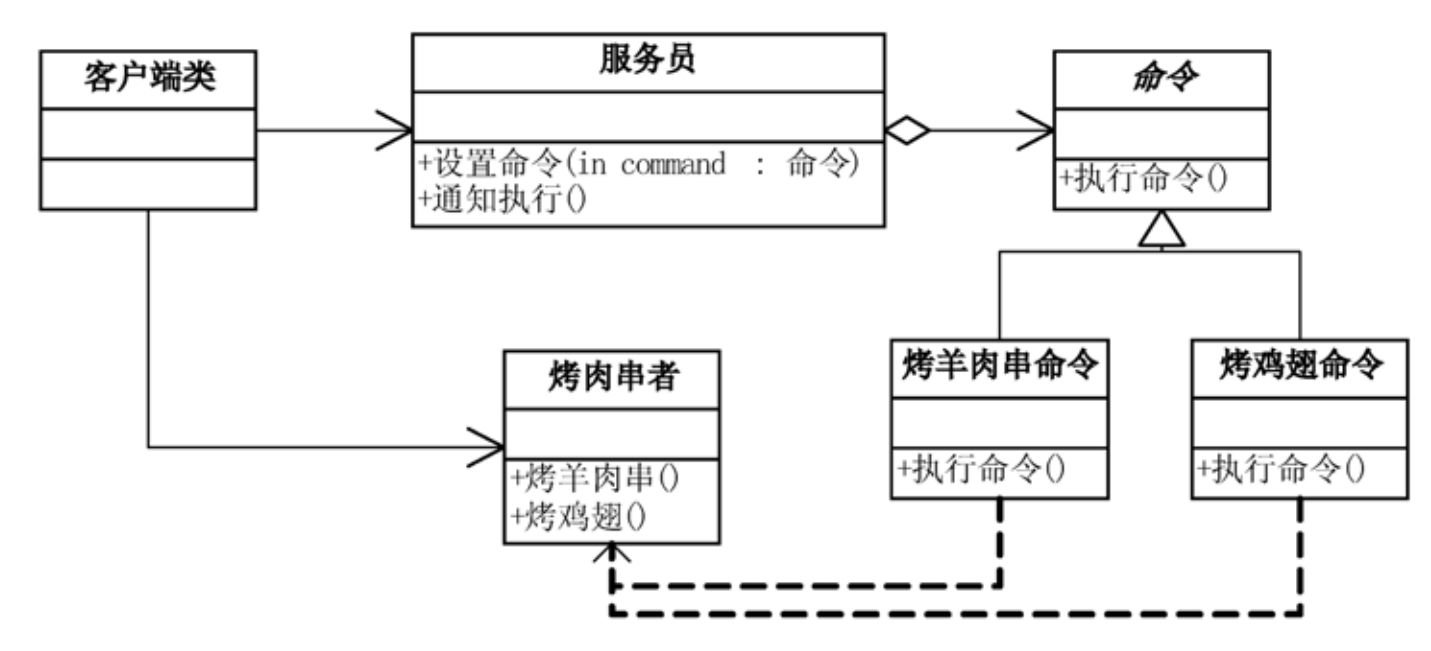 客户端类
服务员
+设置命令(in command : 命令)
+通知执行()
命令
+执行命令()
烤肉串者
+烤羊肉串()
+烤鸡翅()
烤羊肉串命令
+执行命令()
烤鸡翅命令
+执行命令()